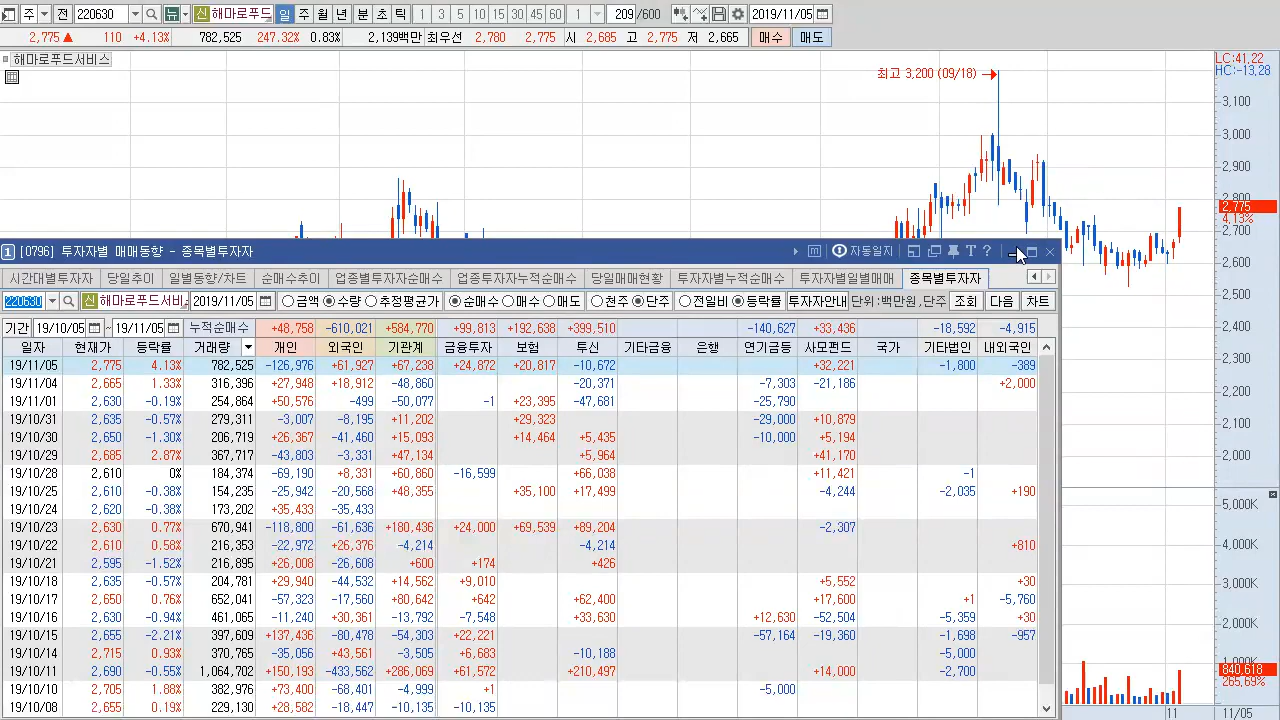 주 전 220630 뉴 신 해마로푸드 일 주 월 년 분 초 틱 1 3 5 10 15 30 45 60 1 209 /600 2019/11/05
2,775 ▲ 110 +4.13% 782,525 247.32% 0.83% 2,139백만 최우선 2,780 2,775 시 2,685 고 2,775 저 2,665 매수 매도
해마로푸드서비스
LC:41,22
HC:-13,28
최고 3,200 (09/18)
3,100
3,000
2,900
2,800
2,775
4.13%
2,700
2,600
2,500
2,400
2,300
2,200
2,100
2,000
5,000K
4,000K
3,000K
2,000K
1,000K
840,618
265,69%
11
11/05
1 [0796] 투자자별 매매동향 - 종목별투자자 자동일지 T ?
시간대별투자자 당일추이 일별동향/차트 순매수추이 업종별투자자순매수 업종투자자누적순매수 당일매매현황 투자자별누적순매수 투자자별일별매매 종목별투자자
220630 신 해마로푸드서비 2019/11/05 금액 수량 추정평균가 순매수 매수 매도 천주 단주 전일비 등락률 투자자안내 단위:백만원,단주 조회 다음 차트
기간 19/10/05 ~ 19/11/05 누적순매수 +48,758 -610,021 +584,770 +99,813 +192,638 +399,510 -140,627 +33,436 -18,592 -4,915
일자 현재가 등락률 거래량 개인 외국인 기관계 금융투자 보험 투신 기타금융 은행 연기금등 사모펀드 국가 기타법인 내외국인
19/11/05 2,775 4.13% 782,525 -126,976 +61,927 +67,238 +24,872 +20,817 -10,672 +32,221 -1,800 -389
19/11/04 2,665 1.33% 316,396 +27,948 +18,912 -48,860 -20,371 -7,303 -21,186 +2,000
19/11/01 2,630 -0.19% 254,864 +50,576 -499 -50,077 -1 +23,395 -47,681 -25,790
19/10/31 2,635 -0.57% 279,311 -3,007 -8,195 +11,202 +29,323 -29,000 +10,879
19/10/30 2,650 -1.30% 206,719 +26,367 -41,460 +15,093 +14,464 +5,435 -10,000 +5,194
19/10/29 2,685 2.87% 367,717 -43,803 -3,331 +47,134 +5,964 +41,170
19/10/28 2,610 0% 184,374 -69,190 +8,331 +60,860 -16,599 +66,038 +11,421 -1
19/10/25 2,610 -0.38% 154,235 -25,942 -20,568 +48,355 +35,100 +17,499 -4,244 -2,035 +190
19/10/24 2,620 -0.38% 173,202 +35,433 -35,433
19/10/23 2,630 0.77% 670,941 -118,800 -61,636 +180,436 +24,000 +69,539 +89,204 -2,307
19/10/22 2,610 0.58% 216,353 -22,972 +26,376 -4,214 -4,214 +810
19/10/21 2,595 -1.52% 216,895 +26,008 -26,608 +600 +174 +426
19/10/18 2,635 -0.57% 204,781 +29,940 -44,532 +14,562 +9,010 +5,552 +30
19/10/17 2,650 0.76% 652,041 -57,323 -17,560 +80,642 +642 +62,400 +17,600 +1 -5,760
19/10/16 2,630 -0.94% 461,065 -11,240 +30,361 -13,792 -7,548 +33,630 +12,630 -52,504 -5,359 +30
19/10/15 2,655 -2.21% 397,609 +137,436 -80,478 -54,303 +22,221 -57,164 -19,360 -1,698 -957
19/10/14 2,715 0.93% 370,765 -35,056 +43,561 -3,505 +6,683 -10,188 -5,000
19/10/11 2,690 -0.55% 1,064,702 +150,193 -433,562 +286,069 +61,572 +210,497 +14,000 -2,700
19/10/10 2,705 1.88% 382,976 +73,400 -68,401 -4,999 +1 -5,000
19/10/08 2,655 0.19% 229,130 +28,582 -18,447 -10,135 -10,135